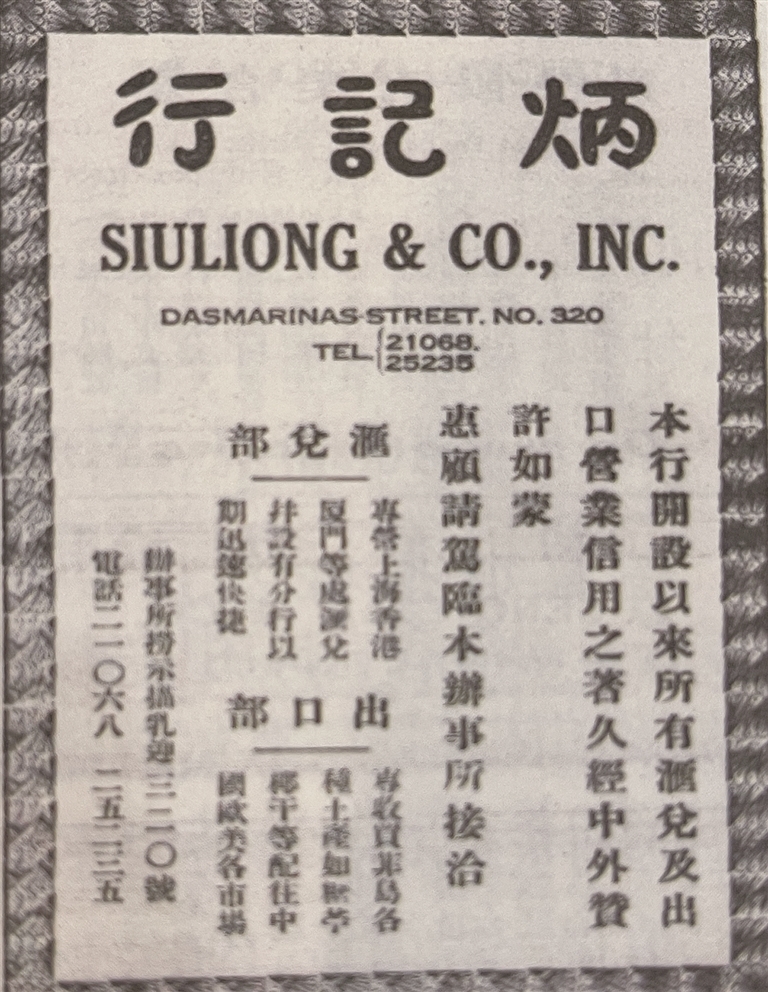 炳記行
SIULIONG & CO., INC.
DASMARINAS STREET. NO. 320
TEL 21068.
25235
本行開設以來所有滙兌及出
口營業信用之著久經中外贊
許如蒙
惠顧請駕臨本辦事所接洽
滙兌部
專營上海香港
厦門等處滙兌
并設有分行以
期迅速快捷
出口部
專收買菲島各
種土產如苧
椰干等配往中
國歐美各市場
辦事所撈示描乳迎三二〇號
電話二一〇六八 二五二三五